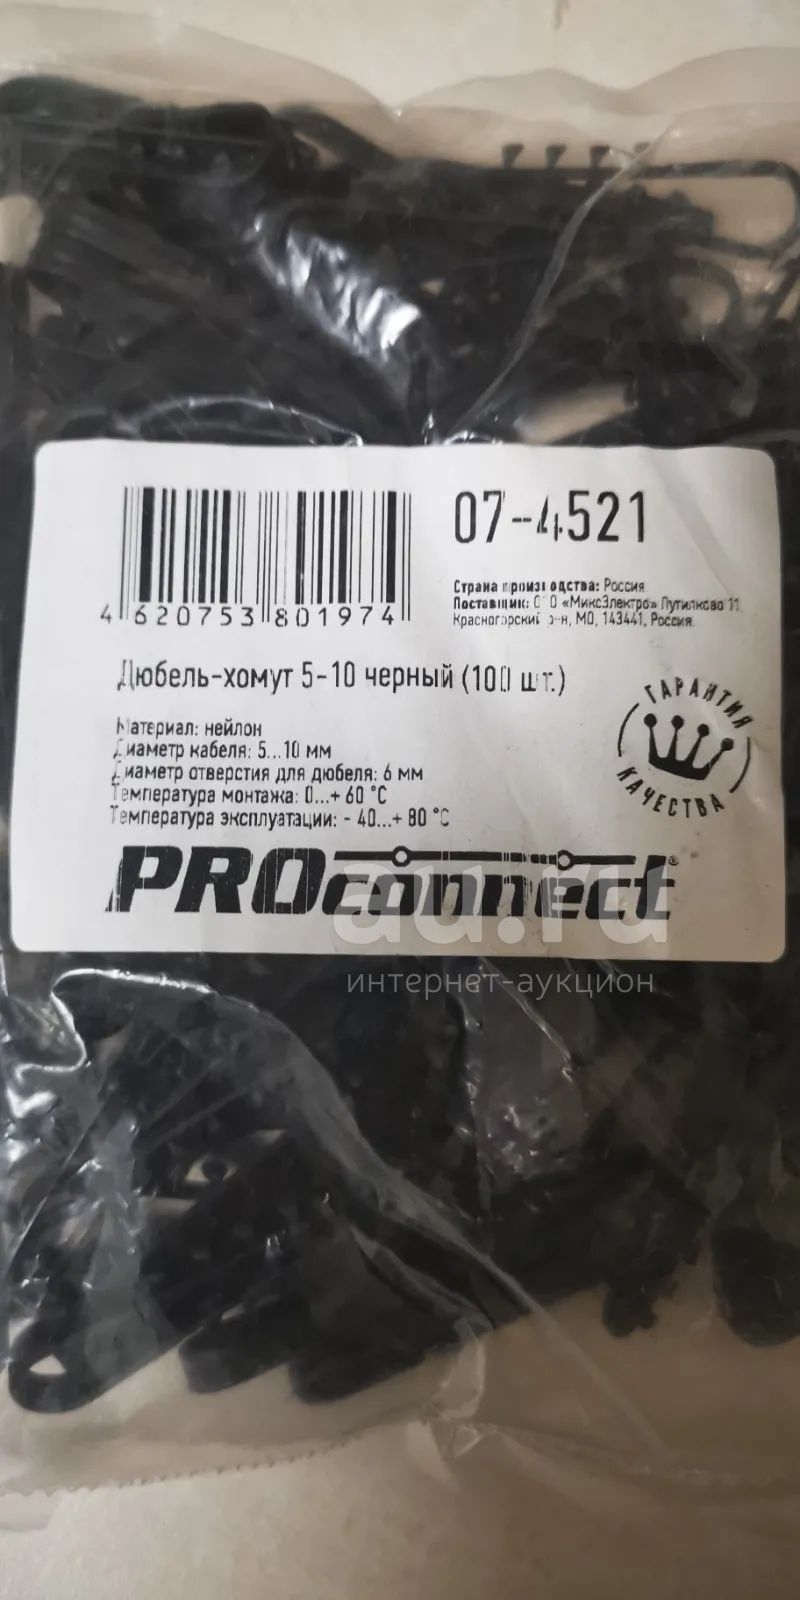 07-4521
4 620753 801974
Страна производства: Россия
Поставщик: ООО «МиксЭлектро» Путилково 11
Красногорский р-н, МО, 143441, Россия.
Дюбель-хомут 5-10 черный (100 шт.)
ГАРАНТИЯ
КАЧЕСТВА
Материал: нейлон
Диаметр кабеля: 5...10 мм
Диаметр отверстия для дюбеля: 6 мм
Температура монтажа: 0...+ 60 °C
Температура эксплуатации: - 40...+ 80 °C
PROconnect®
au.ru
интернет-аукцион